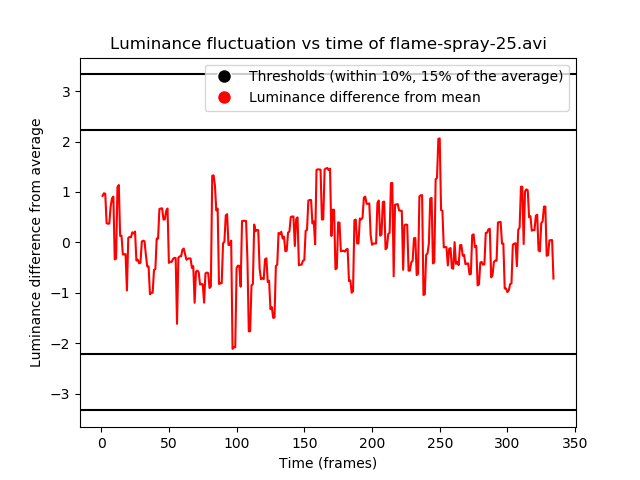 Luminance fluctuation vs time of flame-spray-25.avi
Thresholds (within 10%, 15% of the average)
Luminance difference from mean
Luminance difference from average
3
2
1
0
−1
−2
−3
0 50 100 150 200 250 300 350
Time (frames)